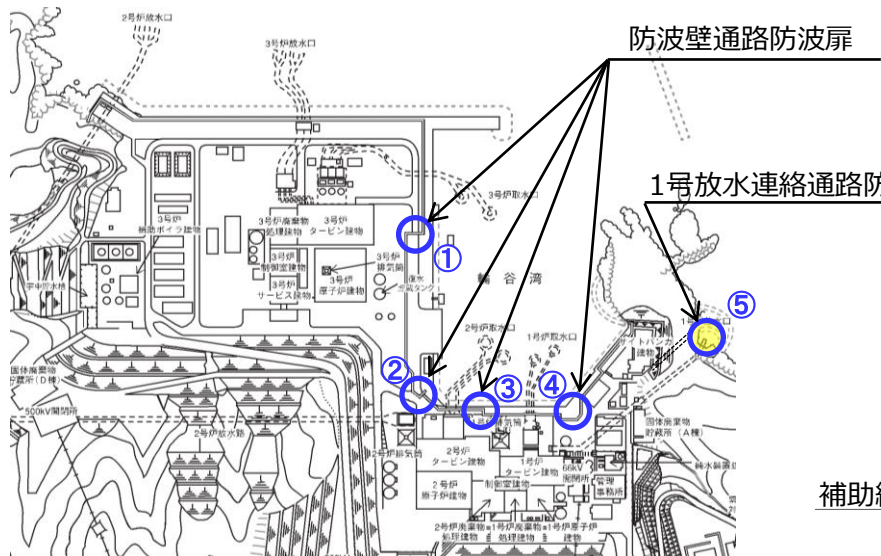 防波壁通路防波扉
2号炉放水口
3号炉放水口
1号放水連絡通路防
3号炉取水口
3号炉
補助ボイラ建物
3号炉廃棄物
処理建物
3号炉
タービン建物
①
3号炉
制御室建物
3号炉
排気筒
輪谷湾
3号炉
サービス建物
3号炉
原子炉建物
復水
貯蔵タンク
⑤
2号炉取水口
1号炉取水口
サイトバンカ
建物
②
③
④
固体廃棄物
貯蔵所(D棟)
500kV開閉所
2号炉放水路
2号炉排気筒
1号炉排気筒
固体廃棄物
貯蔵所(A棟)
2号炉
タービン建物
1号炉
タービン建物
66kV
開閉所
制御室建物
管理
事務所
2号炉
原子炉建物
2号炉廃棄物
処理建物
1号炉廃棄物
処理建物
1号炉原子炉
建物